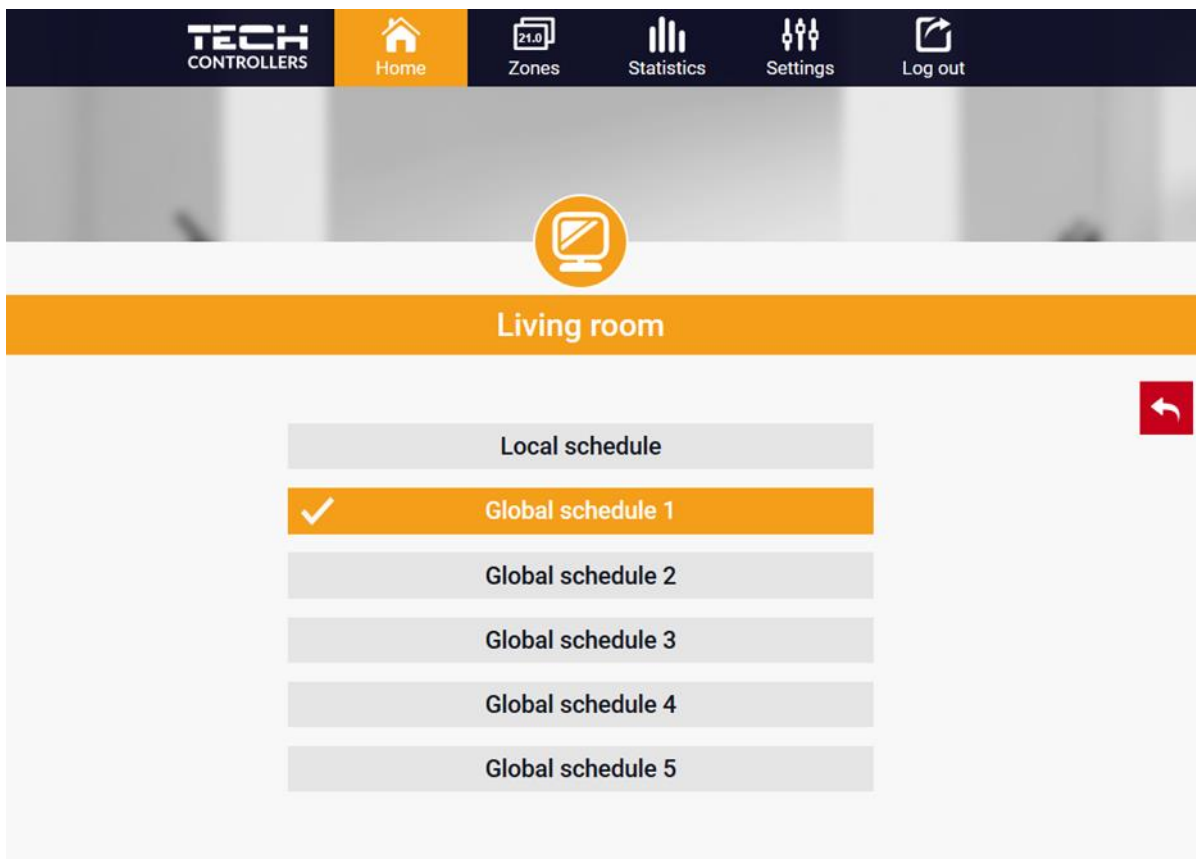 TECH
CONTROLLERS
Home
21.0
Zones
Statistics
Settings
Log out
Living room
Local schedule
Global schedule 1
Global schedule 2
Global schedule 3
Global schedule 4
Global schedule 5